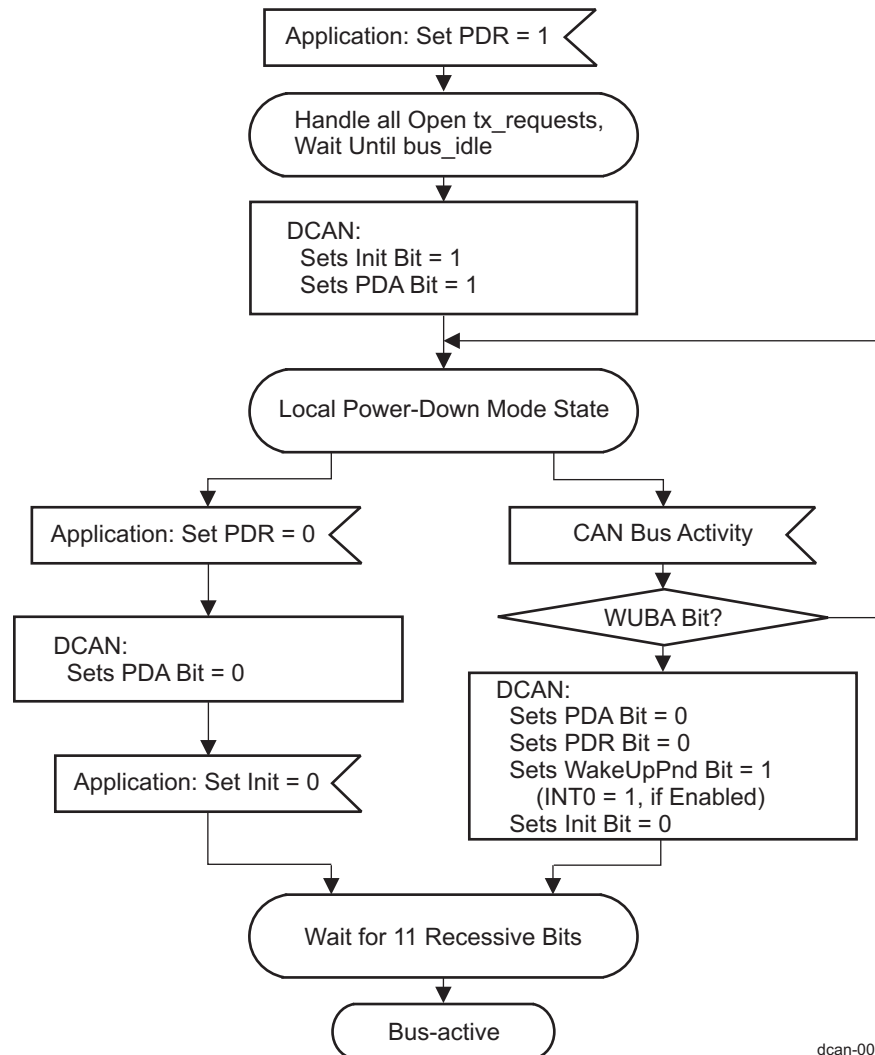 Application: Set PDR = 1
Handle all Open tx_requests,
Wait Until bus_idle
DCAN:
Sets Init Bit = 1
Sets PDA Bit = 1
Local Power-Down Mode State
Application: Set PDR = 0
CAN Bus Activity
DCAN:
Sets PDA Bit = 0
WUBA Bit?
Application: Set Init = 0
DCAN:
Sets PDA Bit = 0
Sets PDR Bit = 0
Sets WakeUpPnd Bit = 1
(INT0 = 1, if Enabled)
Sets Init Bit = 0
Wait for 11 Recessive Bits
Bus-active
dcan-00